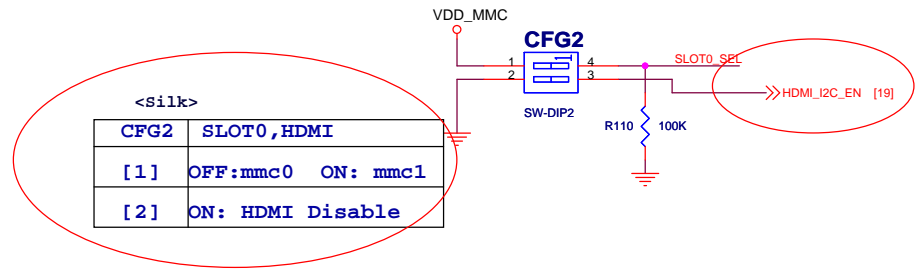 VDD_MMC
CFG2
1
1
4
2
3
SLOT0_SEL
HDMI_I2C_EN [19]
SW-DIP2
R110 100K
<Silk>
CFG2 SLOT0,HDMI
[1] OFF:mmc0 ON: mmc1
[2] ON: HDMI Disable